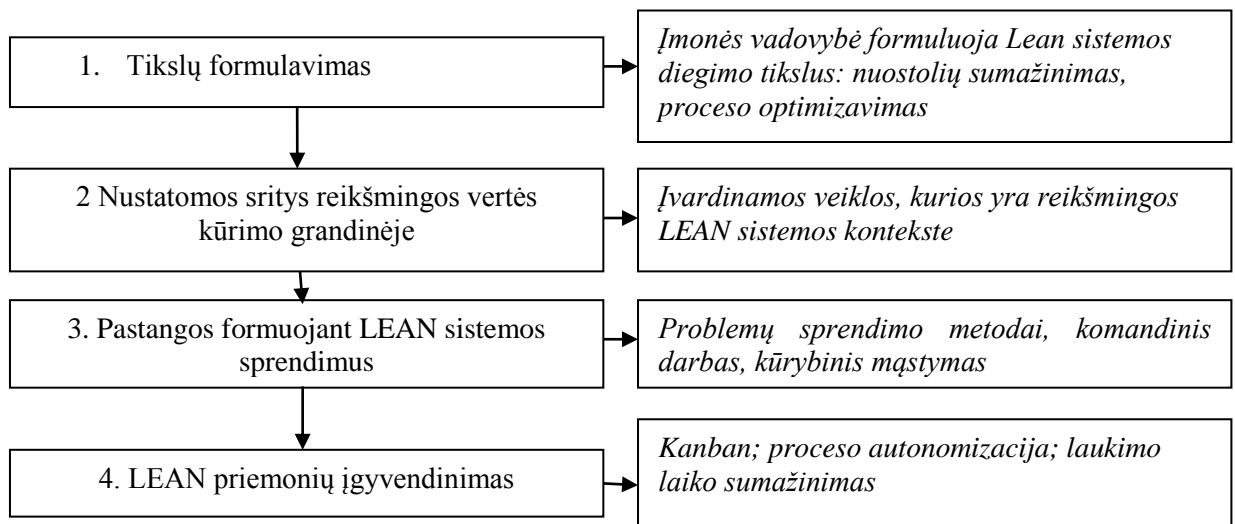 1. Tikslų formulavimas
Įmonės vadovybė formuluoja Lean sistemos
diegimo tikslus: nuostolių sumažinimas,
proceso optimizavimas
2 Nustatomos sritys reikšmingos vertės
kūrimo grandinėje
Įvardinamos veiklos, kurios yra reikšmingos
LEAN sistemos kontekste
3. Pastangos formuojant LEAN sistemos
sprendimus
Problemų sprendimo metodai, komandinis
darbas, kūrybinis mąstymas
4. LEAN priemonių įgyvendinimas
Kanban; proceso autonomizacija; laukimo
laiko sumažinimas